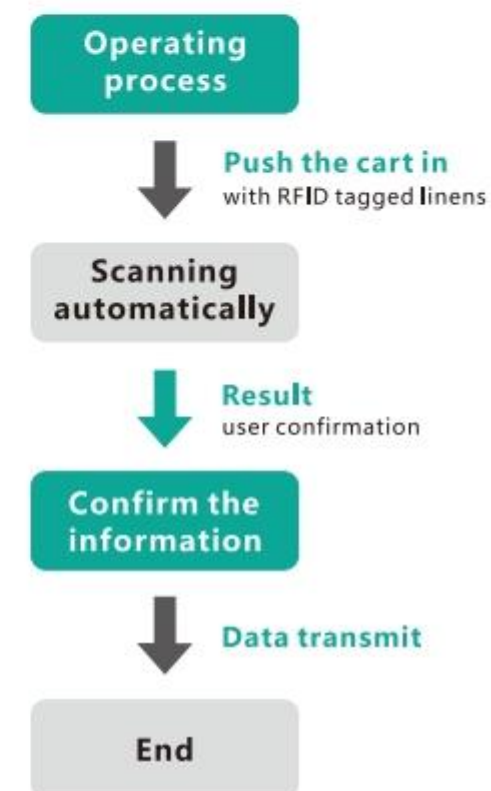 Operating
process
Push the cart in
with RFID tagged linens
Scanning
automatically
Result
user confirmation
Confirm the
information
Data transmit
End